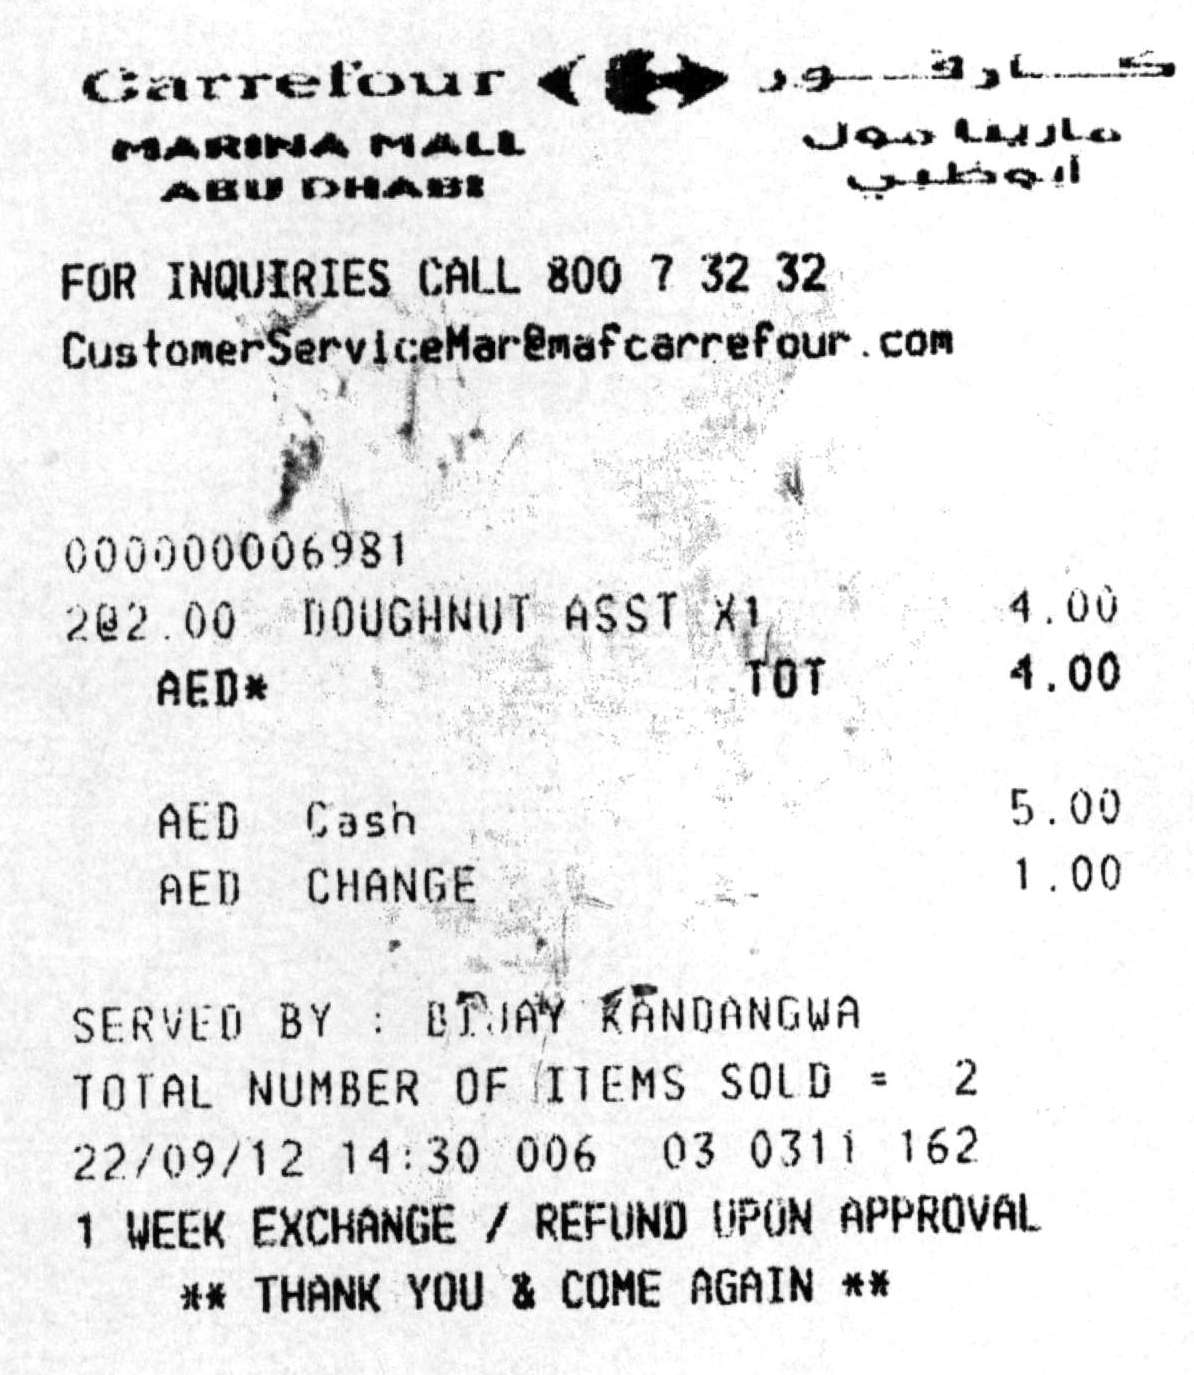 Carrefour كارفور
MARINA MALL مارينا مول
ABU DHABI أبوظبي
FOR INQUIRIES CALL 800 7 32 32
CustomerServiceMar@mafcarrefour.com
000000006981
2@2.00 DOUGHNUT ASST X1 4.00
AED* TOT 4.00
AED Cash 5.00
AED CHANGE 1.00
SERVED BY : BIJAY KANDANGWA
TOTAL NUMBER OF ITEMS SOLD = 2
22/09/12 14:30 006 03 0311 162
1 WEEK EXCHANGE / REFUND UPON APPROVAL
** THANK YOU & COME AGAIN **